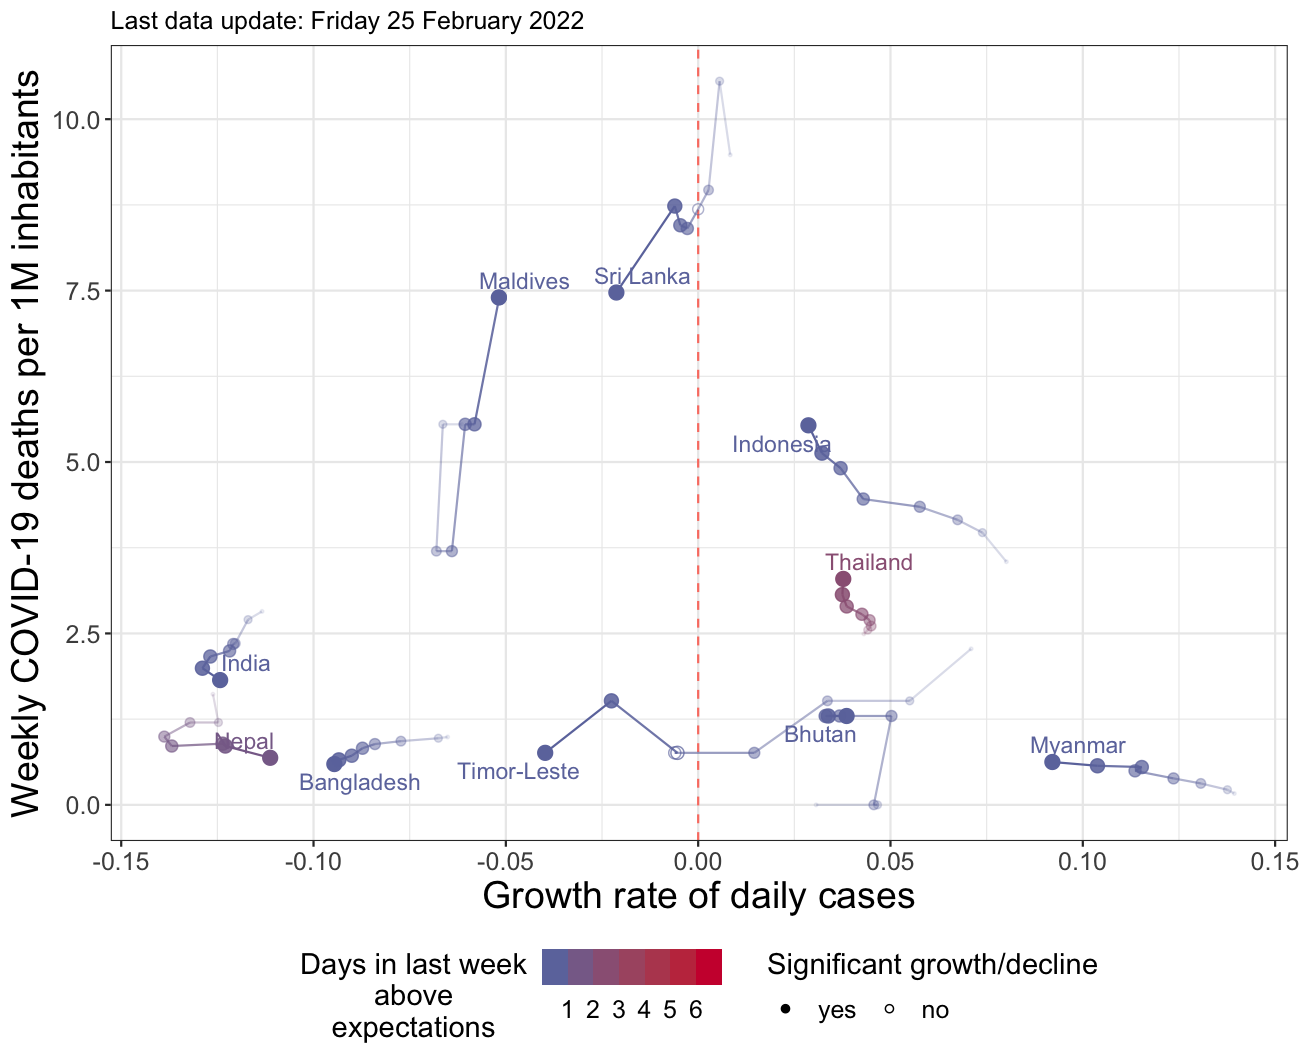 Last data update: Friday 25 February 2022
Weekly COVID-19 deaths per 1M inhabitants
10.0
7.5
5.0
2.5
0.0
Maldives
Sri Lanka
Indonesia
Thailand
India
Nepal
Bhutan
Myanmar
Timor-Leste
Bangladesh
-0.15 -0.10 -0.05 0.00 0.05 0.10 0.15
Growth rate of daily cases
Days in last week
above
expectations
1 2 3 4 5 6
Significant growth/decline
yes no